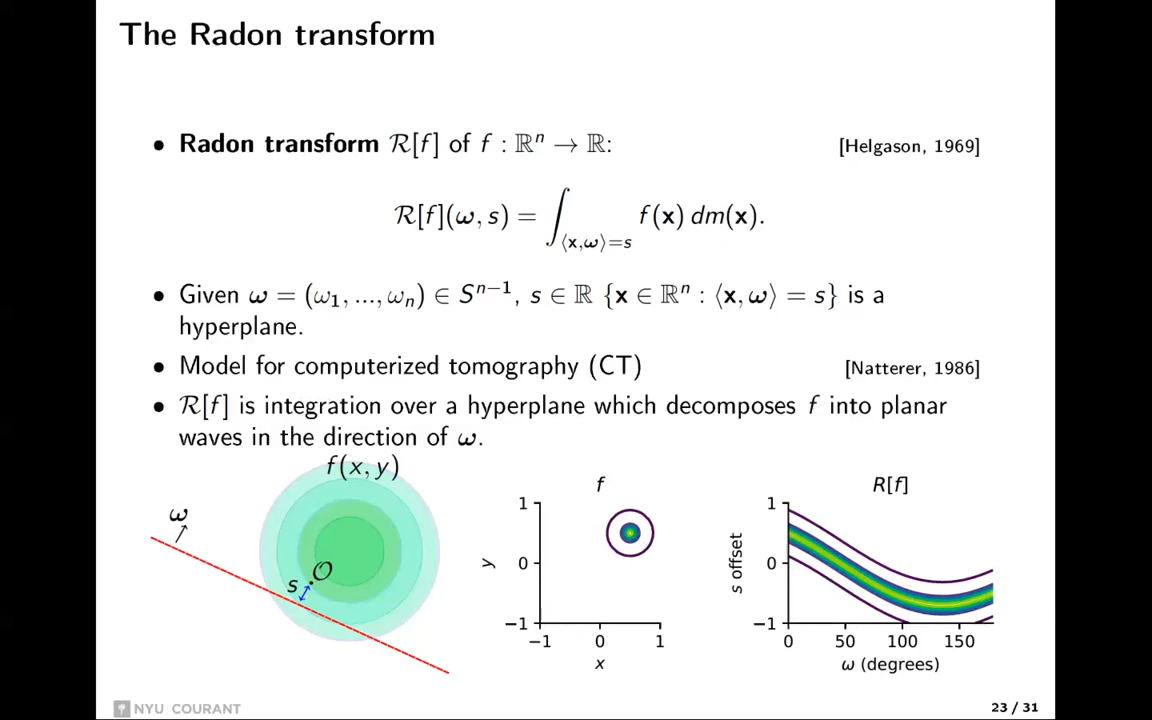 The Radon transform
• Radon transform ℛ[f] of f : ℝⁿ → ℝ: [Helgason, 1969]
ℛ[f](ω, s) = ∫_{⟨x,ω⟩=s} f(x) dm(x).
• Given ω = (ω₁, ..., ωₙ) ∈ Sⁿ⁻¹, s ∈ ℝ {x ∈ ℝⁿ : ⟨x, ω⟩ = s} is a
hyperplane.
• Model for computerized tomography (CT) [Natterer, 1986]
• ℛ[f] is integration over a hyperplane which decomposes f into planar
waves in the direction of ω.
f(x, y)
ω
s
𝒪
f
1
0
−1
y
−1 0 1
x
R[f]
1
0
−1
s offset
0 50 100 150
ω (degrees)
NYU COURANT
23 / 31